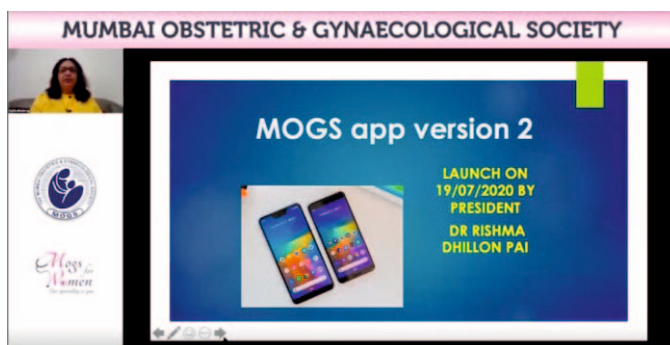 MUMBAI OBSTETRIC & GYNAECOLOGICAL SOCIETY
MOGS app version 2
LAUNCH ON
19/07/2020 BY
PRESIDENT
DR RISHMA
DHILLON PAI
MOGS
Mogs
for
Women